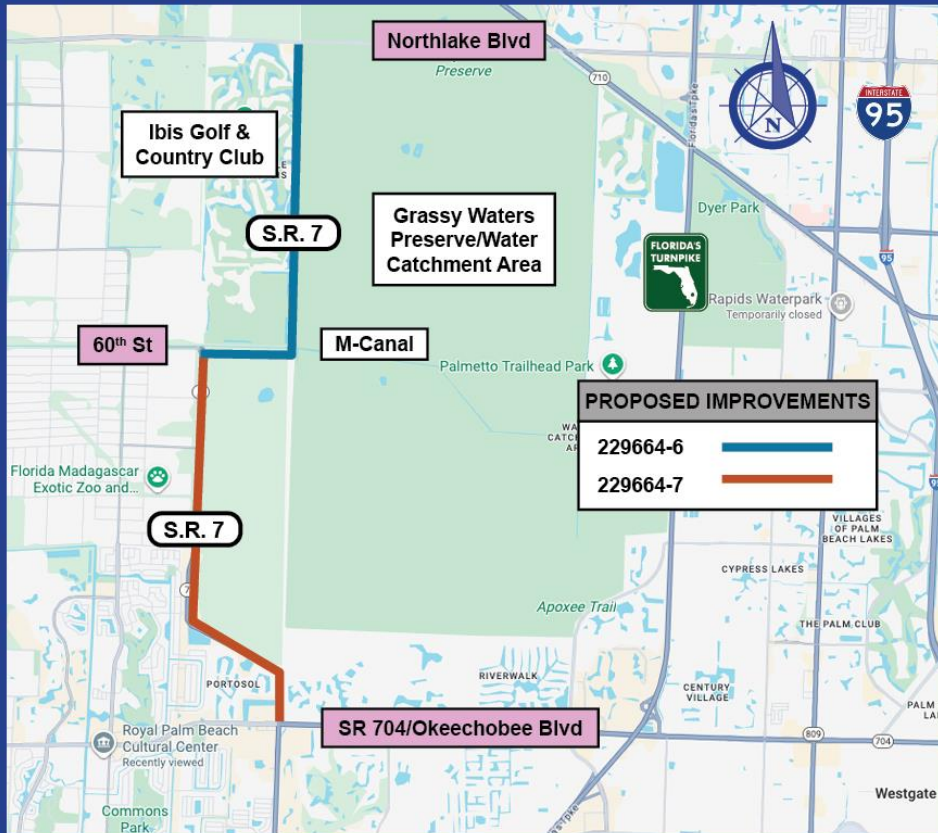 Northlake Blvd
Preserve
710
Florida's Tpke
N
INTERSTATE
95
Ibis Golf &
Country Club
S.R. 7
Grassy Waters
Preserve/Water
Catchment Area
Dyer Park
FLORIDA'S
TURNPIKE
95
Rapids Waterpark
Temporarily closed
60th St
M-Canal
Palmetto Trailhead Park
PROPOSED IMPROVEMENTS
229664-6
229664-7
Florida Madagascar
Exotic Zoo and...
S.R. 7
VILLAGES
OF PALM
BEACH LAKES
CYPRESS LAKES
Apoxee Trail
THE PALM CLUB
PORTOSOL
RIVERWALK
CENTURY
VILLAGE
SR 704/Okeechobee Blvd
Royal Palm Beach
Cultural Center
Recently viewed
809
704
Westgate
Commons
Park